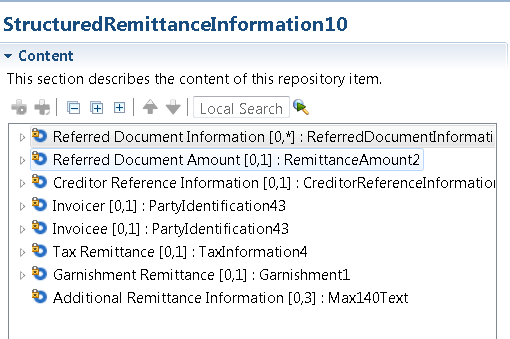 StructuredRemittanceInformation10
Content
This section describes the content of this repository item.
Local Search
Referred Document Information [0,*] : ReferredDocumentInformati
Referred Document Amount [0,1] : RemittanceAmount2
Creditor Reference Information [0,1] : CreditorReferenceInformation
Invoicer [0,1] : PartyIdentification43
Invoicee [0,1] : PartyIdentification43
Tax Remittance [0,1] : TaxInformation4
Garnishment Remittance [0,1] : Garnishment1
Additional Remittance Information [0,3] : Max140Text